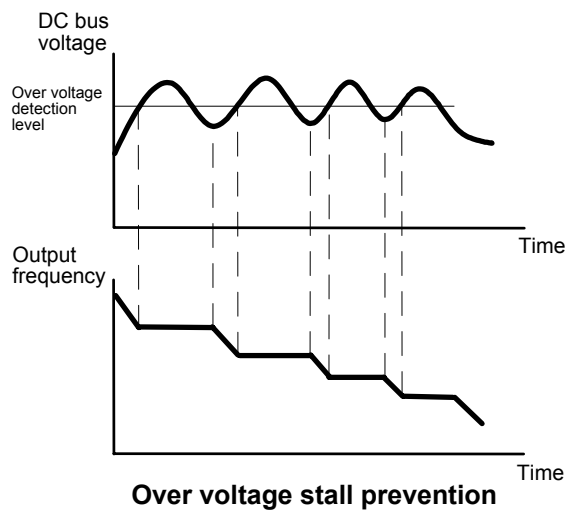 DC bus
voltage
Over voltage
detection
level
Time
Output
frequency
Time
Over voltage stall prevention